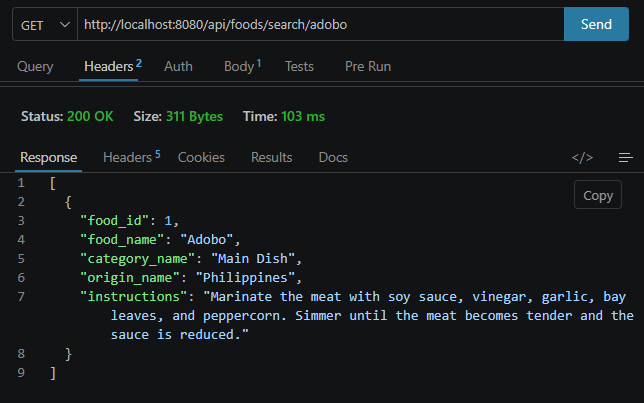 GET http://localhost:8080/api/foods/search/adobo Send
Query Headers 2 Auth Body 1 Tests Pre Run
Status: 200 OK Size: 311 Bytes Time: 103 ms
Response Headers 5 Cookies Results Docs </>
1 [
Copy
2 {
3 "food_id": 1,
4 "food_name": "Adobo",
5 "category_name": "Main Dish",
6 "origin_name": "Philippines",
7 "instructions": "Marinate the meat with soy sauce, vinegar, garlic, bay
leaves, and peppercorn. Simmer until the meat becomes tender and the
sauce is reduced."
8 }
9 ]